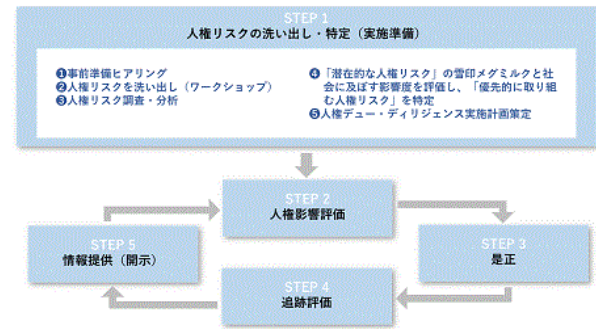 STEP 1
人権リスクの洗い出し・特定（実施準備）
❶事前準備ヒアリング
❷人権リスクを洗い出し（ワークショップ）
❸人権リスク調査・分析
❹「潜在的な人権リスク」の雪印メグミルクと社
会に及ぼす影響度を評価し、「優先的に取り組
む人権リスク」を特定
❺人権デュー・ディリジェンス実施計画策定
STEP 2
人権影響評価
STEP 3
是正
STEP 4
追跡評価
STEP 5
情報提供（開示）